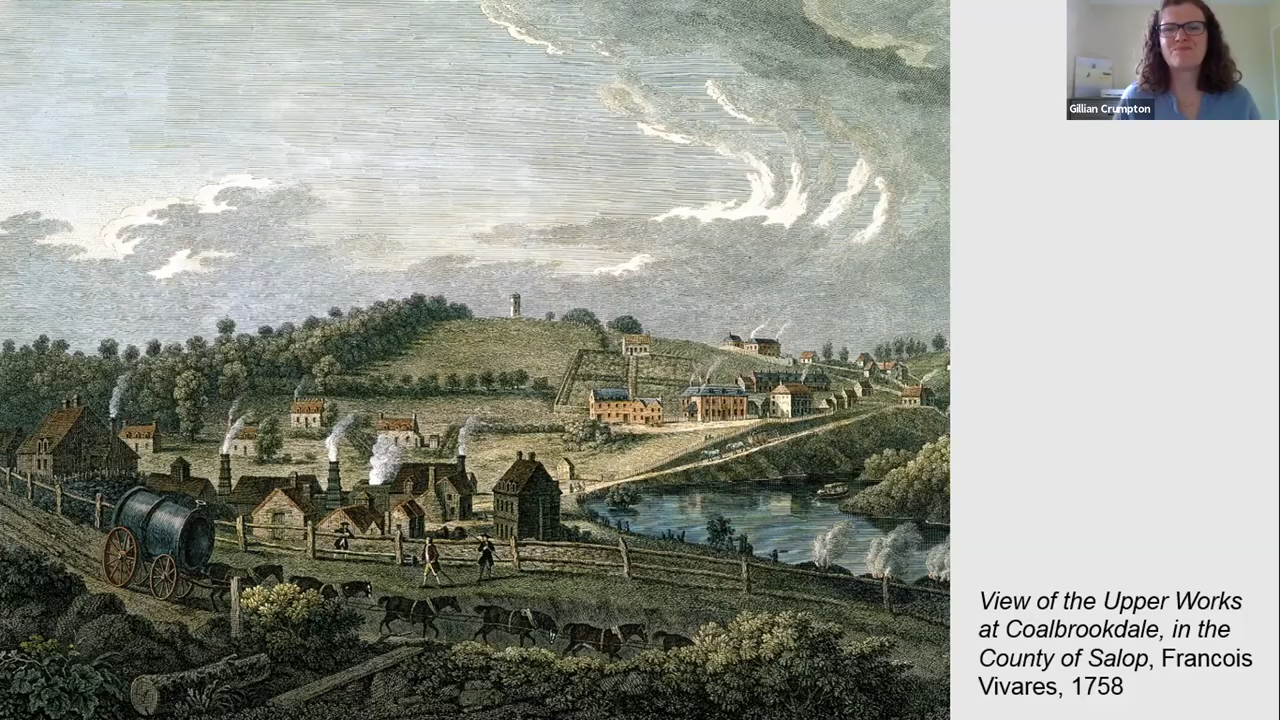 Gillian Crumpton
View of the Upper Works
at Coalbrookdale, in the
County of Salop, Francois
Vivares, 1758